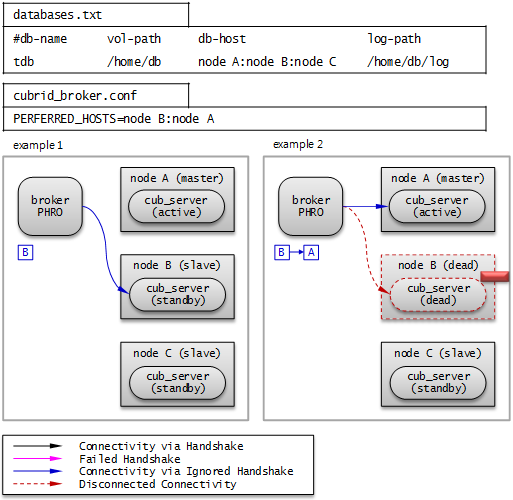 databases.txt
#db-name vol-path db-host log-path
tdb /home/db node A:node B:node C /home/db/log
cubrid_broker.conf
PERFERRED_HOSTS=node B:node A
example 1
broker
PHRO
B
node A (master)
cub_server
(active)
node B (slave)
cub_server
(standby)
node C (slave)
cub_server
(standby)
example 2
broker
PHRO
B A
node A (master)
cub_server
(active)
node B (dead)
cub_server
(dead)
node C (slave)
cub_server
(standby)
Connectivity via Handshake
Failed Handshake
Connectivity via Ignored Handshake
Disconnected Connectivity